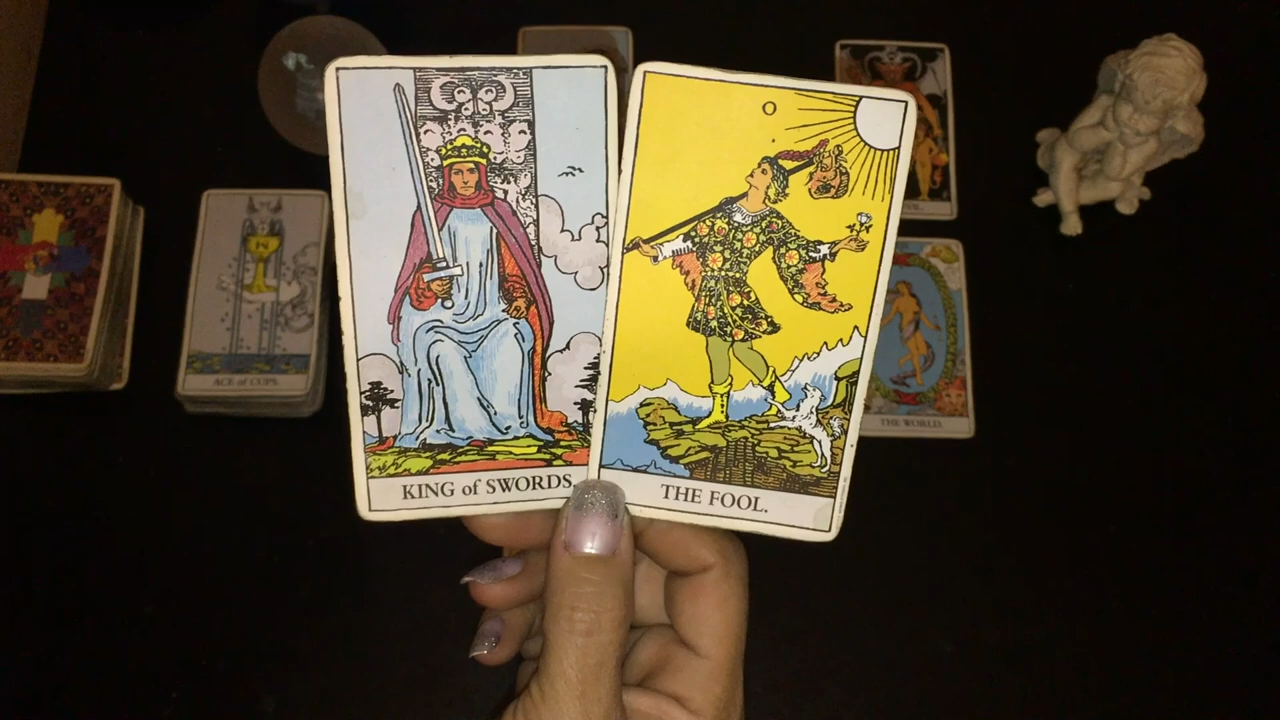 KING of SWORDS.
THE FOOL.
ACE of CUPS.
THE WORLD.